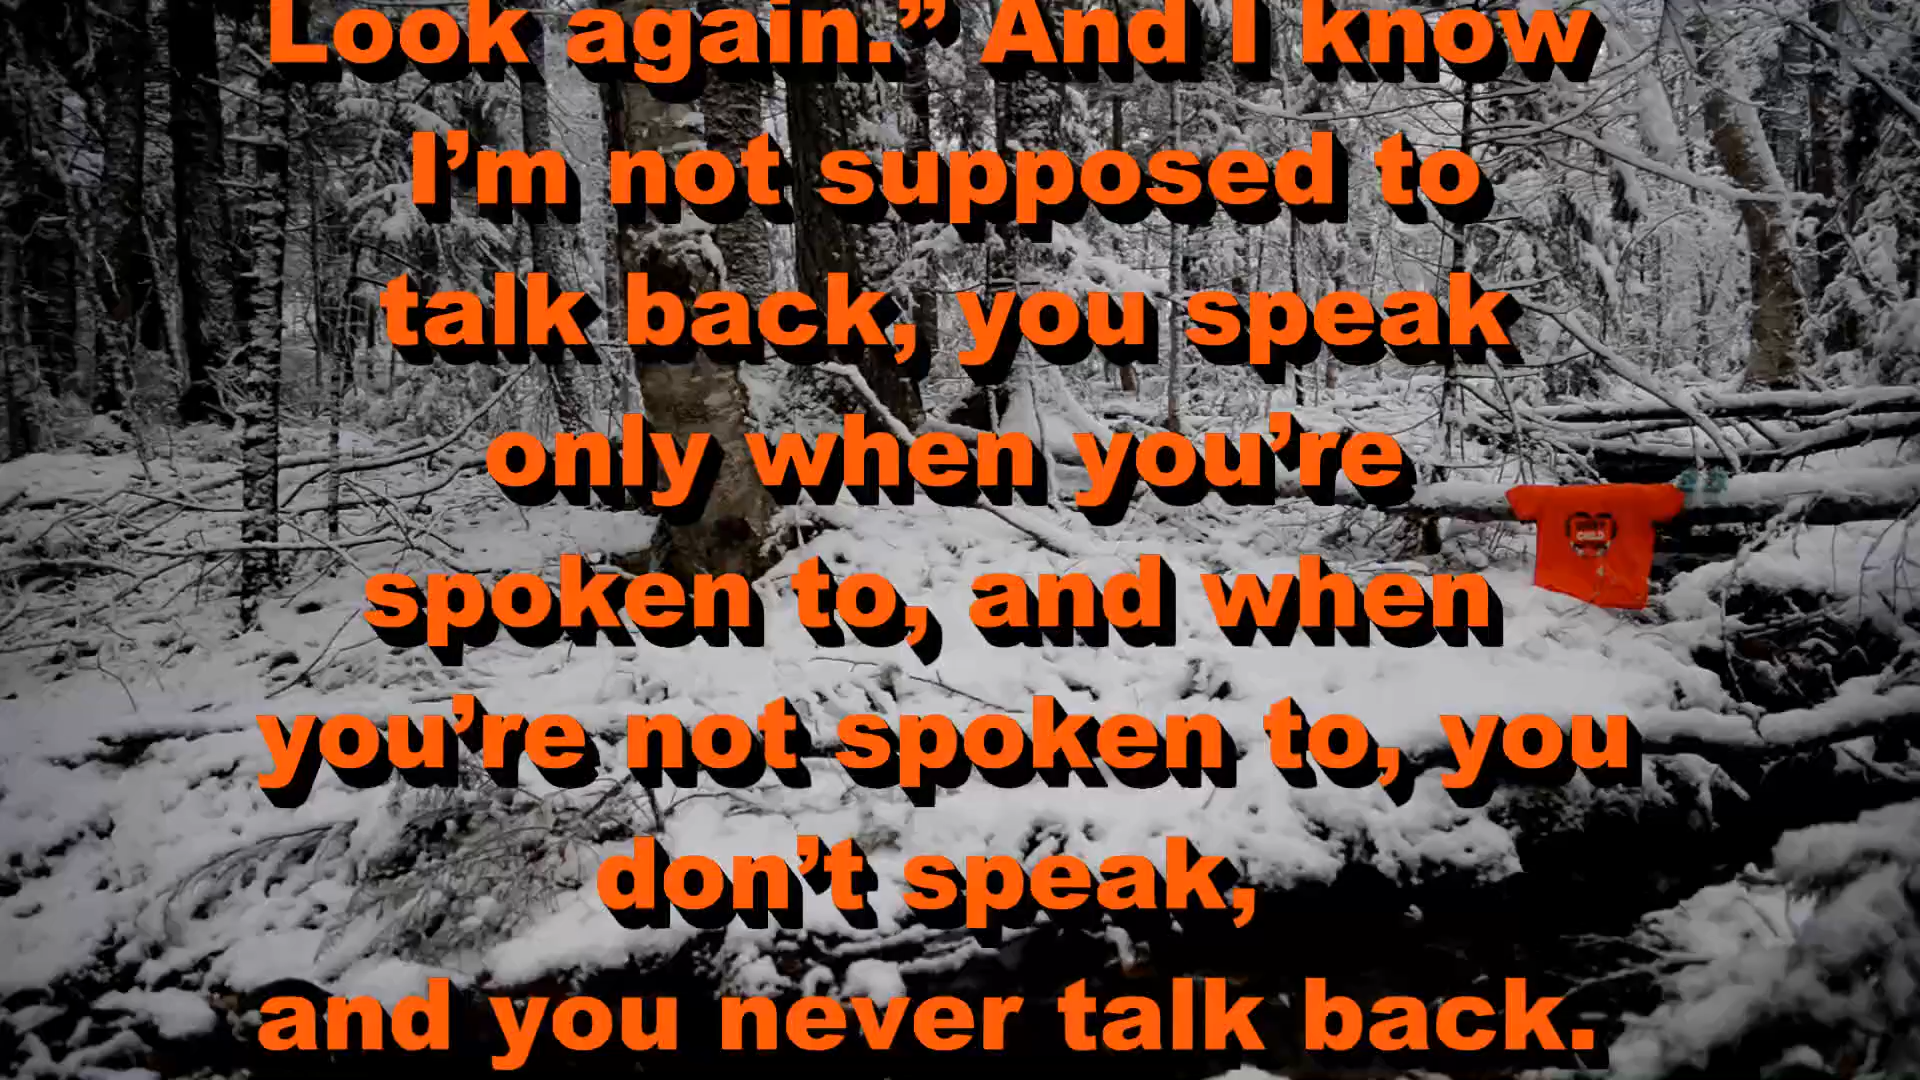 Look again.” And I know
I’m not supposed to
talk back, you speak
only when you’re
spoken to, and when
you’re not spoken to, you
don’t speak,
and you never talk back.
CHILD